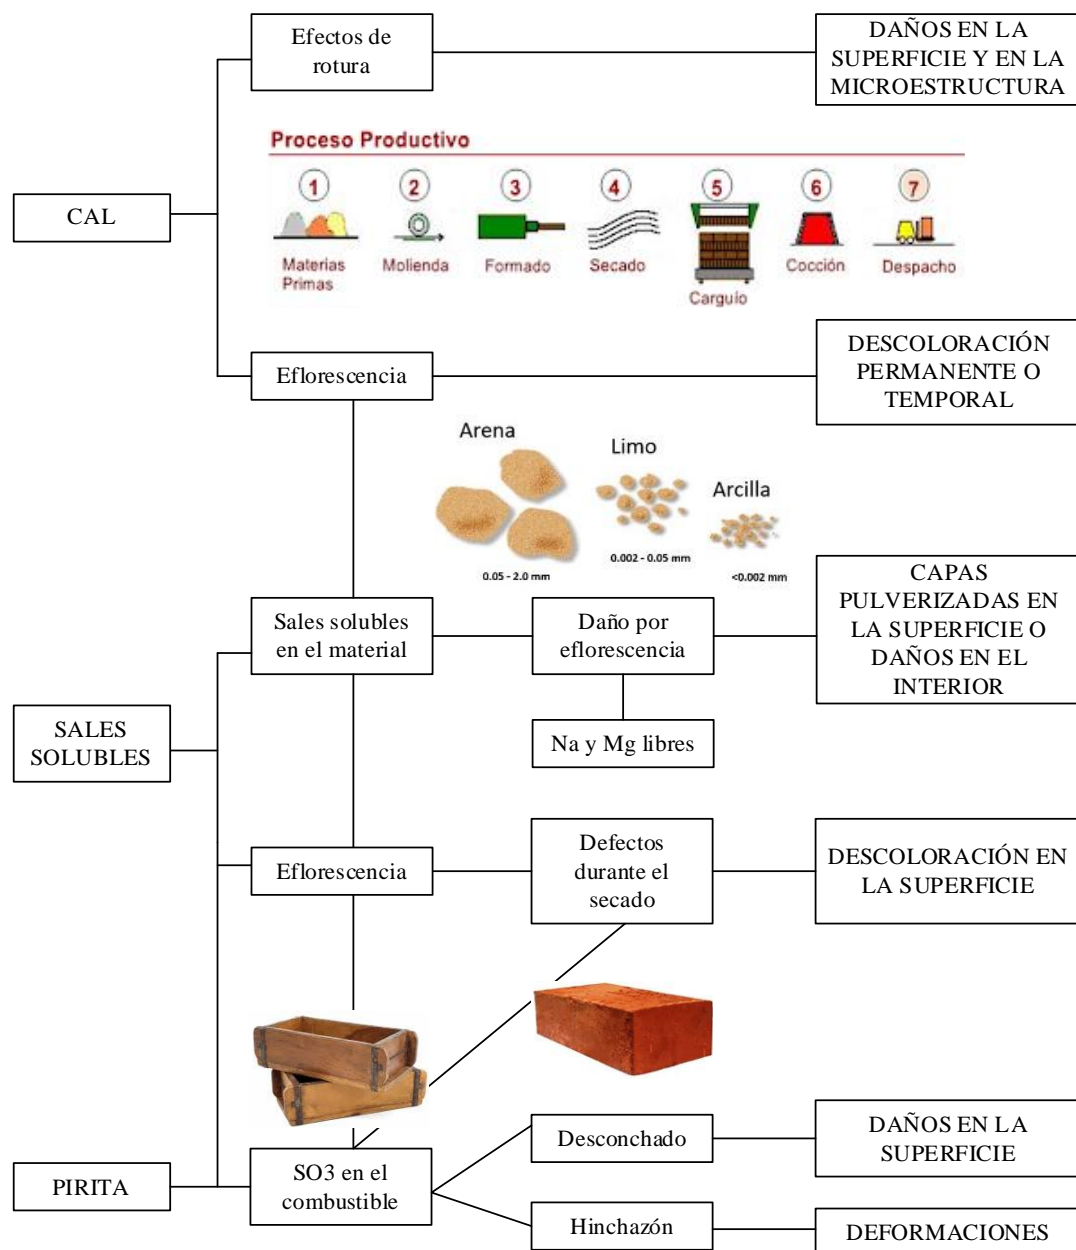 Efectos de
rotura
DAÑOS EN LA
SUPERFICIE Y EN LA
MICROESTRUCTURA
Proceso Productivo
1
2
3
4
5
6
7
CAL
Materias
Primas
Molienda
Formado
Secado
Carguío
Cocción
Despacho
Eflorescencia
DESCOLORACIÓN
PERMANENTE O
TEMPORAL
Arena
Limo
Arcilla
0.05 - 2.0 mm
0.002 - 0.05 mm
<0.002 mm
Sales solubles
en el material
Daño por
eflorescencia
CAPAS
PULVERIZADAS EN
LA SUPERFICIE O
DAÑOS EN EL
INTERIOR
SALES
SOLUBLES
Na y Mg libres
Eflorescencia
Defectos
durante el
secado
DESCOLORACIÓN EN
LA SUPERFICIE
Desconchado
DAÑOS EN LA
SUPERFICIE
PIRITA
SO3 en el
combustible
Hinchazón
DEFORMACIONES